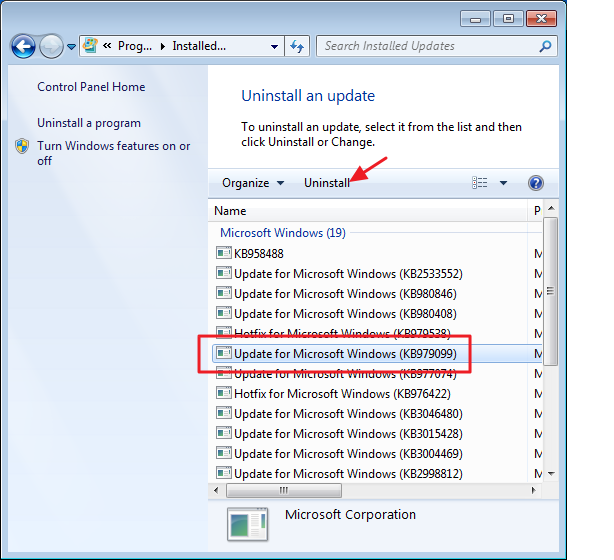 « Prog... Installed...
Search Installed Updates
Control Panel Home
Uninstall a program
Turn Windows features on or
off
Uninstall an update
To uninstall an update, select it from the list and then
click Uninstall or Change.
Organize Uninstall
Name P
Microsoft Windows (19)
KB958488 M
Update for Microsoft Windows (KB2533552) M
Update for Microsoft Windows (KB980846) M
Update for Microsoft Windows (KB980408) M
Hotfix for Microsoft Windows (KB979538) M
Update for Microsoft Windows (KB979099) M
Update for Microsoft Windows (KB977074) M
Hotfix for Microsoft Windows (KB976422) M
Update for Microsoft Windows (KB3046480) M
Update for Microsoft Windows (KB3015428) M
Update for Microsoft Windows (KB3004469) M
Update for Microsoft Windows (KB2998812) M
Microsoft Corporation